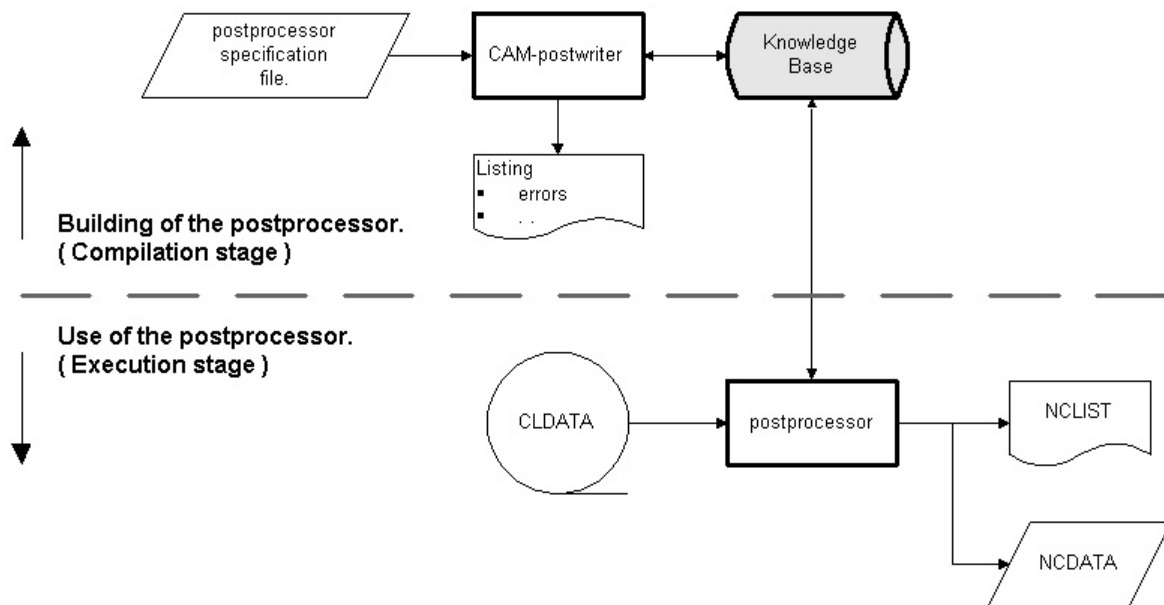 postprocessor
specification
file.
CAM-postwriter
Knowledge
Base
Listing
▪ errors
▪ . .
Building of the postprocessor.
( Compilation stage )
Use of the postprocessor.
( Execution stage )
CLDATA
postprocessor
NCLIST
NCDATA